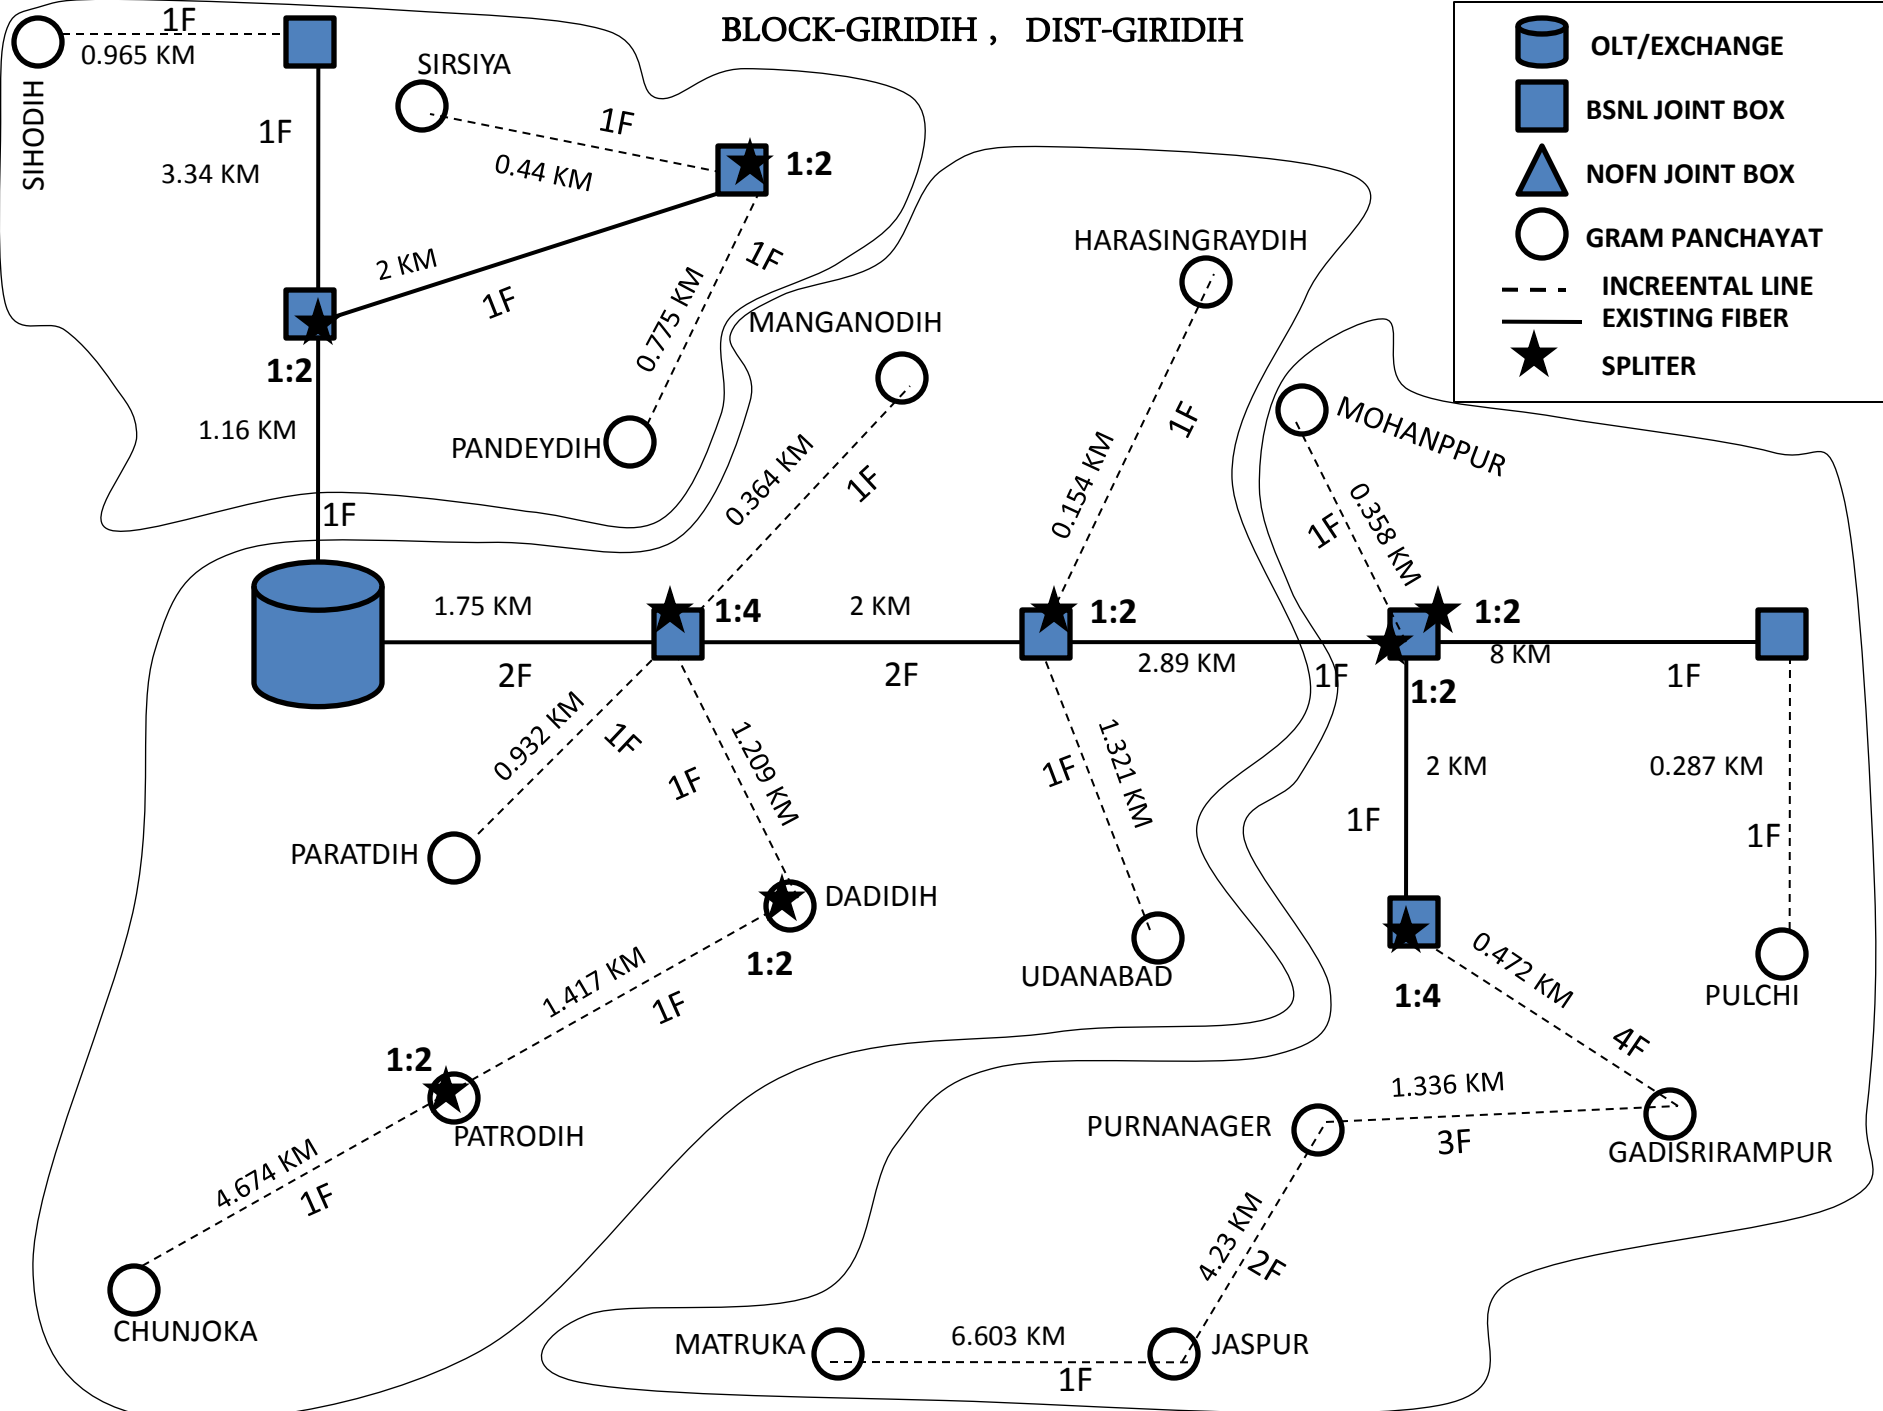 BLOCK-GIRIDIH , DIST-GIRIDIH
OLT/EXCHANGE
BSNL JOINT BOX
NOFN JOINT BOX
GRAM PANCHAYAT
INCREENTAL LINE
EXISTING FIBER
SPLITER
1F
0.965 KM
SIHODIH
SIRSIYA
1F
3.34 KM
1F
0.44 KM
1:2
2 KM
1F
1F
0.775 KM
1:2
1.16 KM
PANDEYDIH
1F
MANGANODIH
0.364 KM
1F
HARASINGRAYDIH
0.154 KM
1F
MOHANPPUR
0.358 KM
1F
1.75 KM
2F
1:4
2 KM
2F
1:2
2.89 KM
1F
1:2
1:2
8 KM
1F
0.932 KM
1F
1.209 KM
1F
1.321 KM
1F
2 KM
1F
0.287 KM
1F
PARATDIH
DADIDIH
1:2
UDANABAD
1:4
PULCHI
1.417 KM
1F
0.472 KM
4F
1:2
PATRODIH
PURNANAGER
1.336 KM
3F
GADISRIRAMPUR
4.674 KM
1F
4.23 KM
2F
CHUNJOKA
MATRUKA
6.603 KM
1F
JASPUR